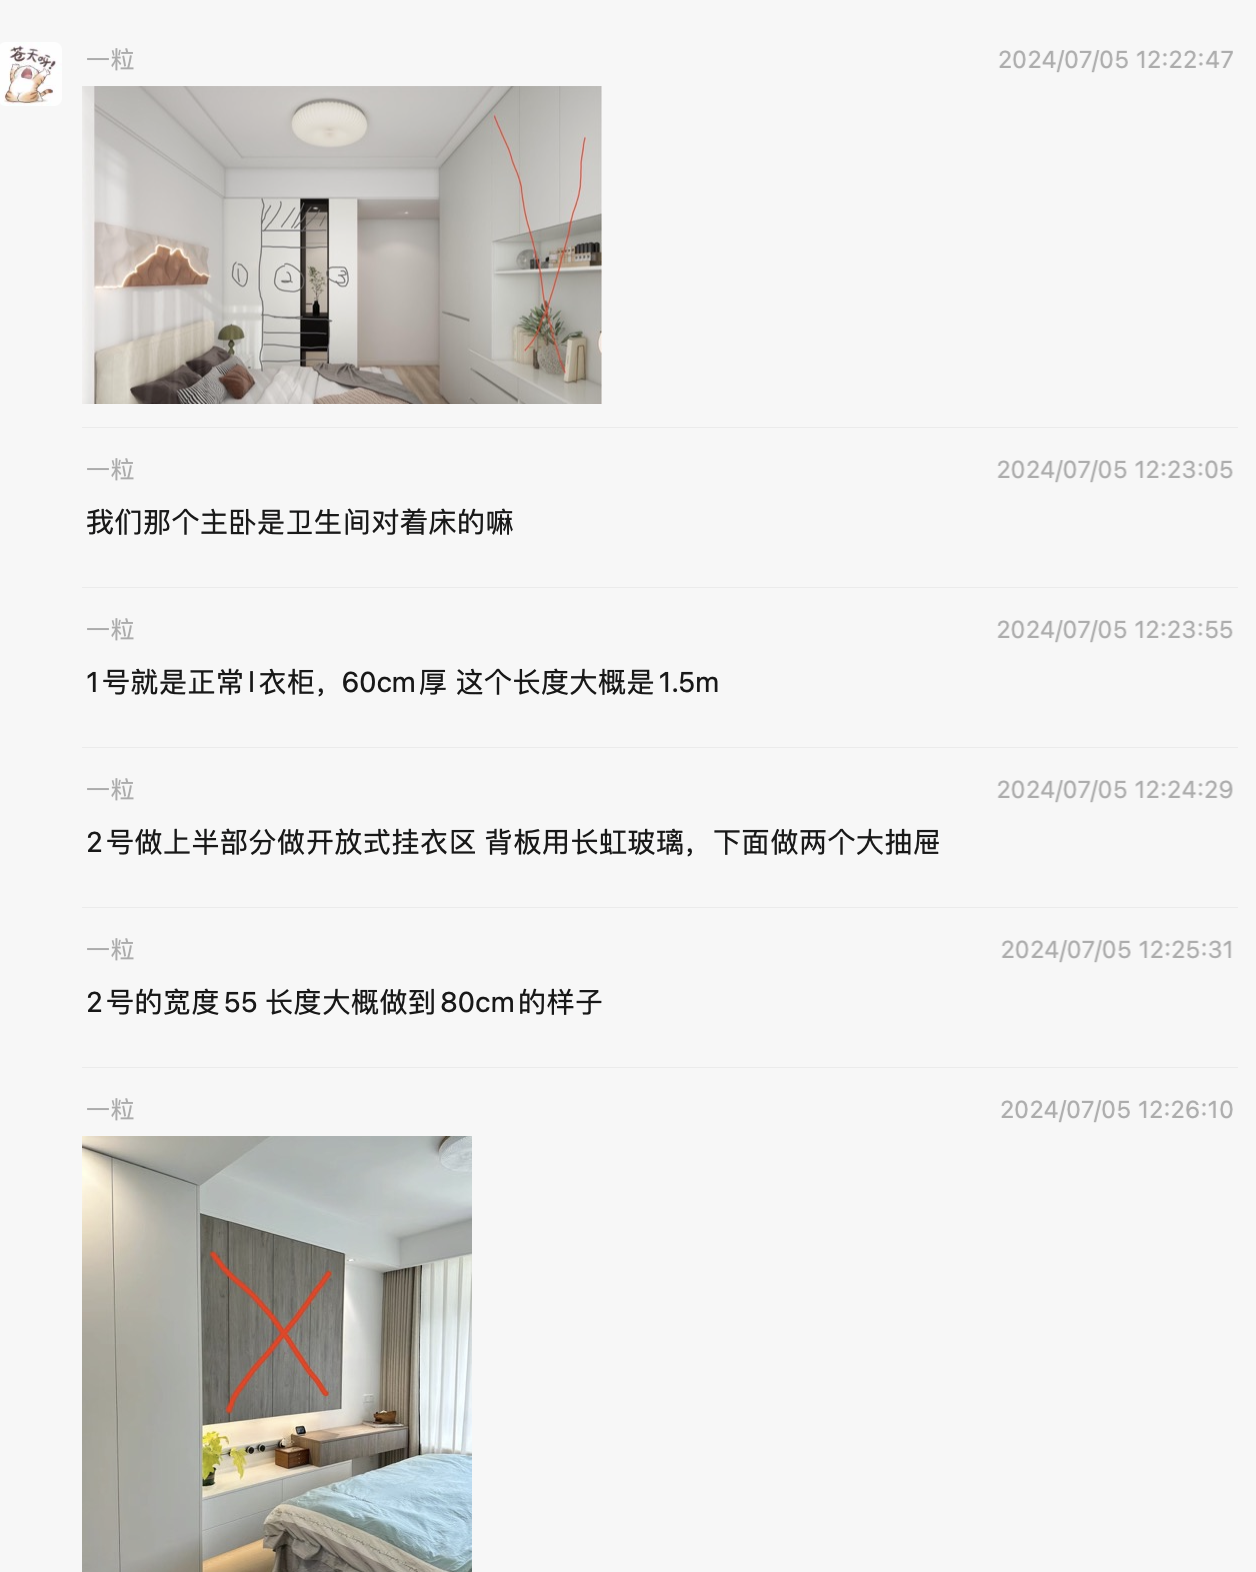 苍天呀!
一粒
2024/07/05 12:22:47
① ② 3
一粒
2024/07/05 12:23:05
我们那个主卧是卫生间对着床的嘛
一粒
2024/07/05 12:23:55
1号就是正常l衣柜，60cm厚 这个长度大概是1.5m
一粒
2024/07/05 12:24:29
2号做上半部分做开放式挂衣区 背板用长虹玻璃，下面做两个大抽屉
一粒
2024/07/05 12:25:31
2号的宽度55 长度大概做到80cm的样子
一粒
2024/07/05 12:26:10